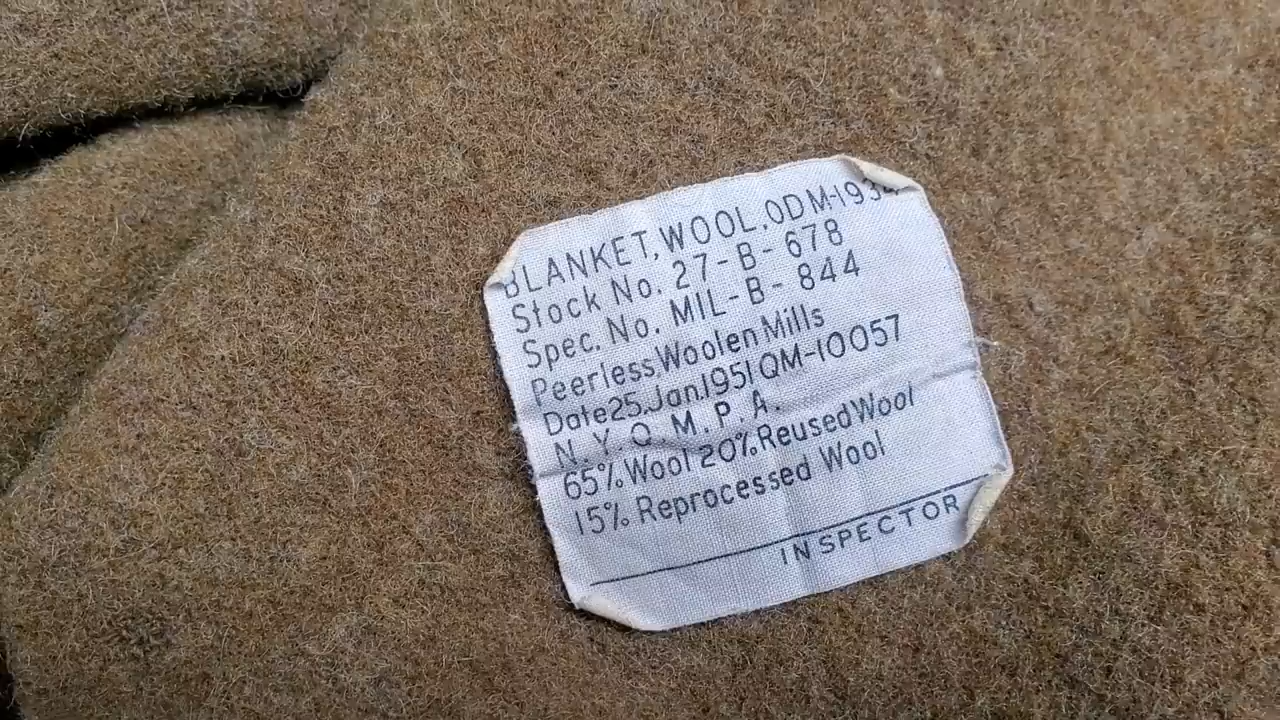 BLANKET, WOOL, OD M-1934
Stock No. 27-B-678
Spec. No. MIL-B-844
Peerless Woolen Mills
Date 25.Jan.1951 QM-10057
N.Y.Q.M.P.A.
65% Wool 20% Reused Wool
15% Reprocessed Wool
INSPECTOR